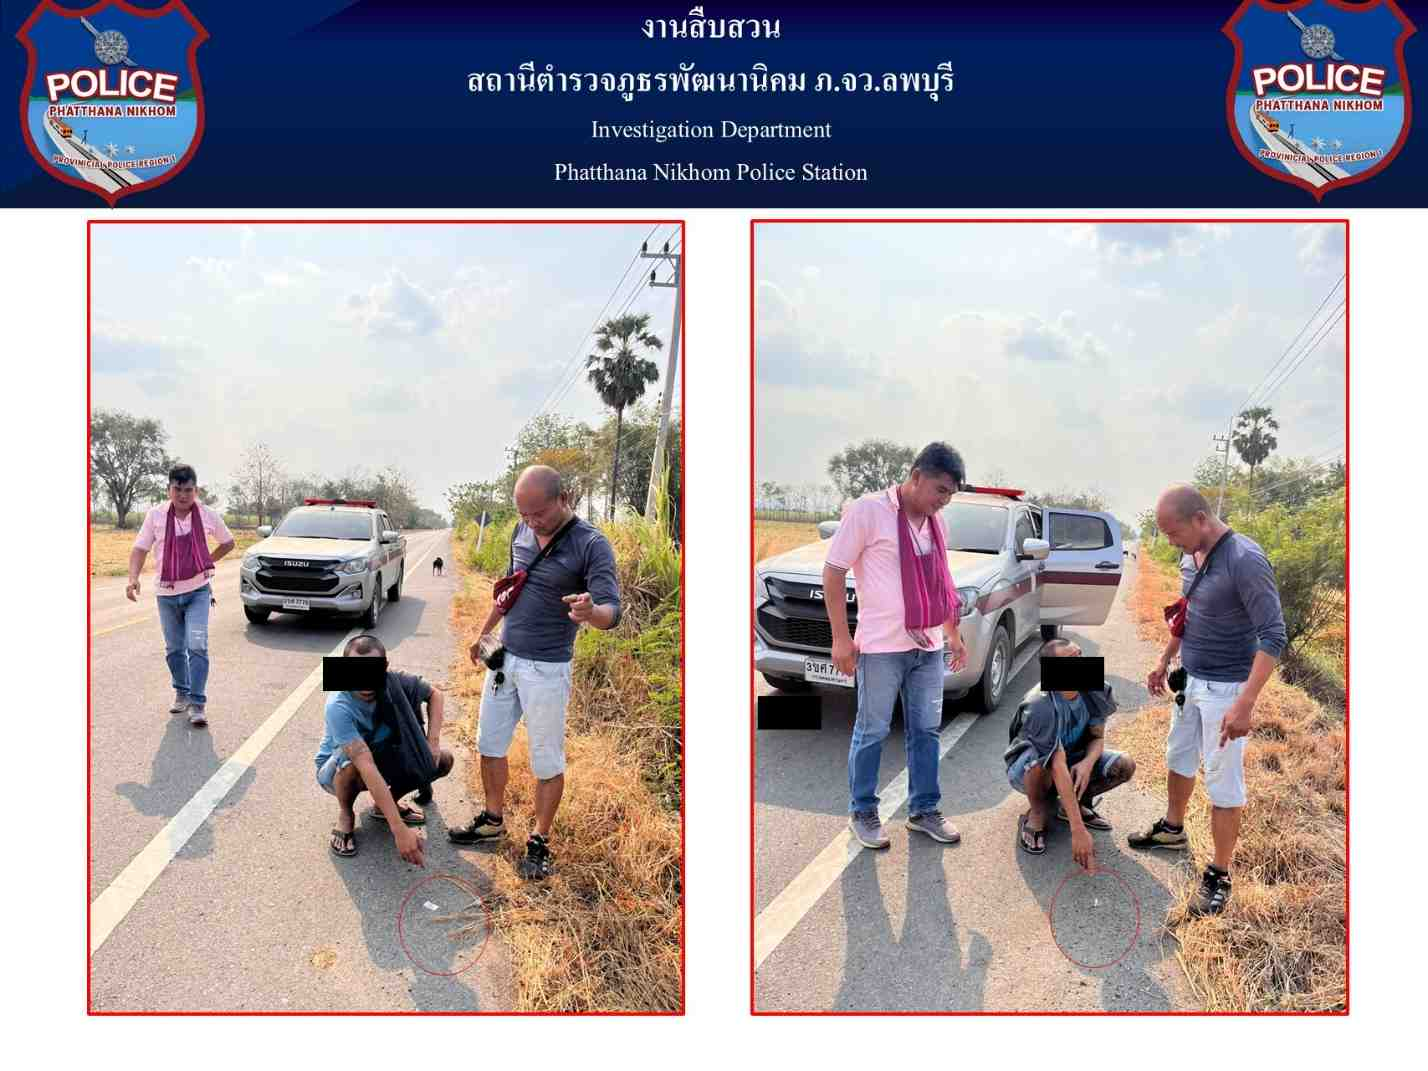 งานสืบสวน
สถานีตำรวจภูธรพัฒนานิคม ภ.จว.ลพบุรี
Investigation Department
Phatthana Nikhom Police Station
POLICE
PHATTHANA NIKHOM
PROVINCIAL POLICE REGION 1
POLICE
PHATTHANA NIKHOM
PROVINCIAL POLICE REGION 1
ISUZU